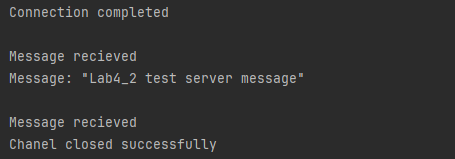 Connection completed
Message recieved
Message: "Lab4_2 test server message"
Message recieved
Chanel closed successfully